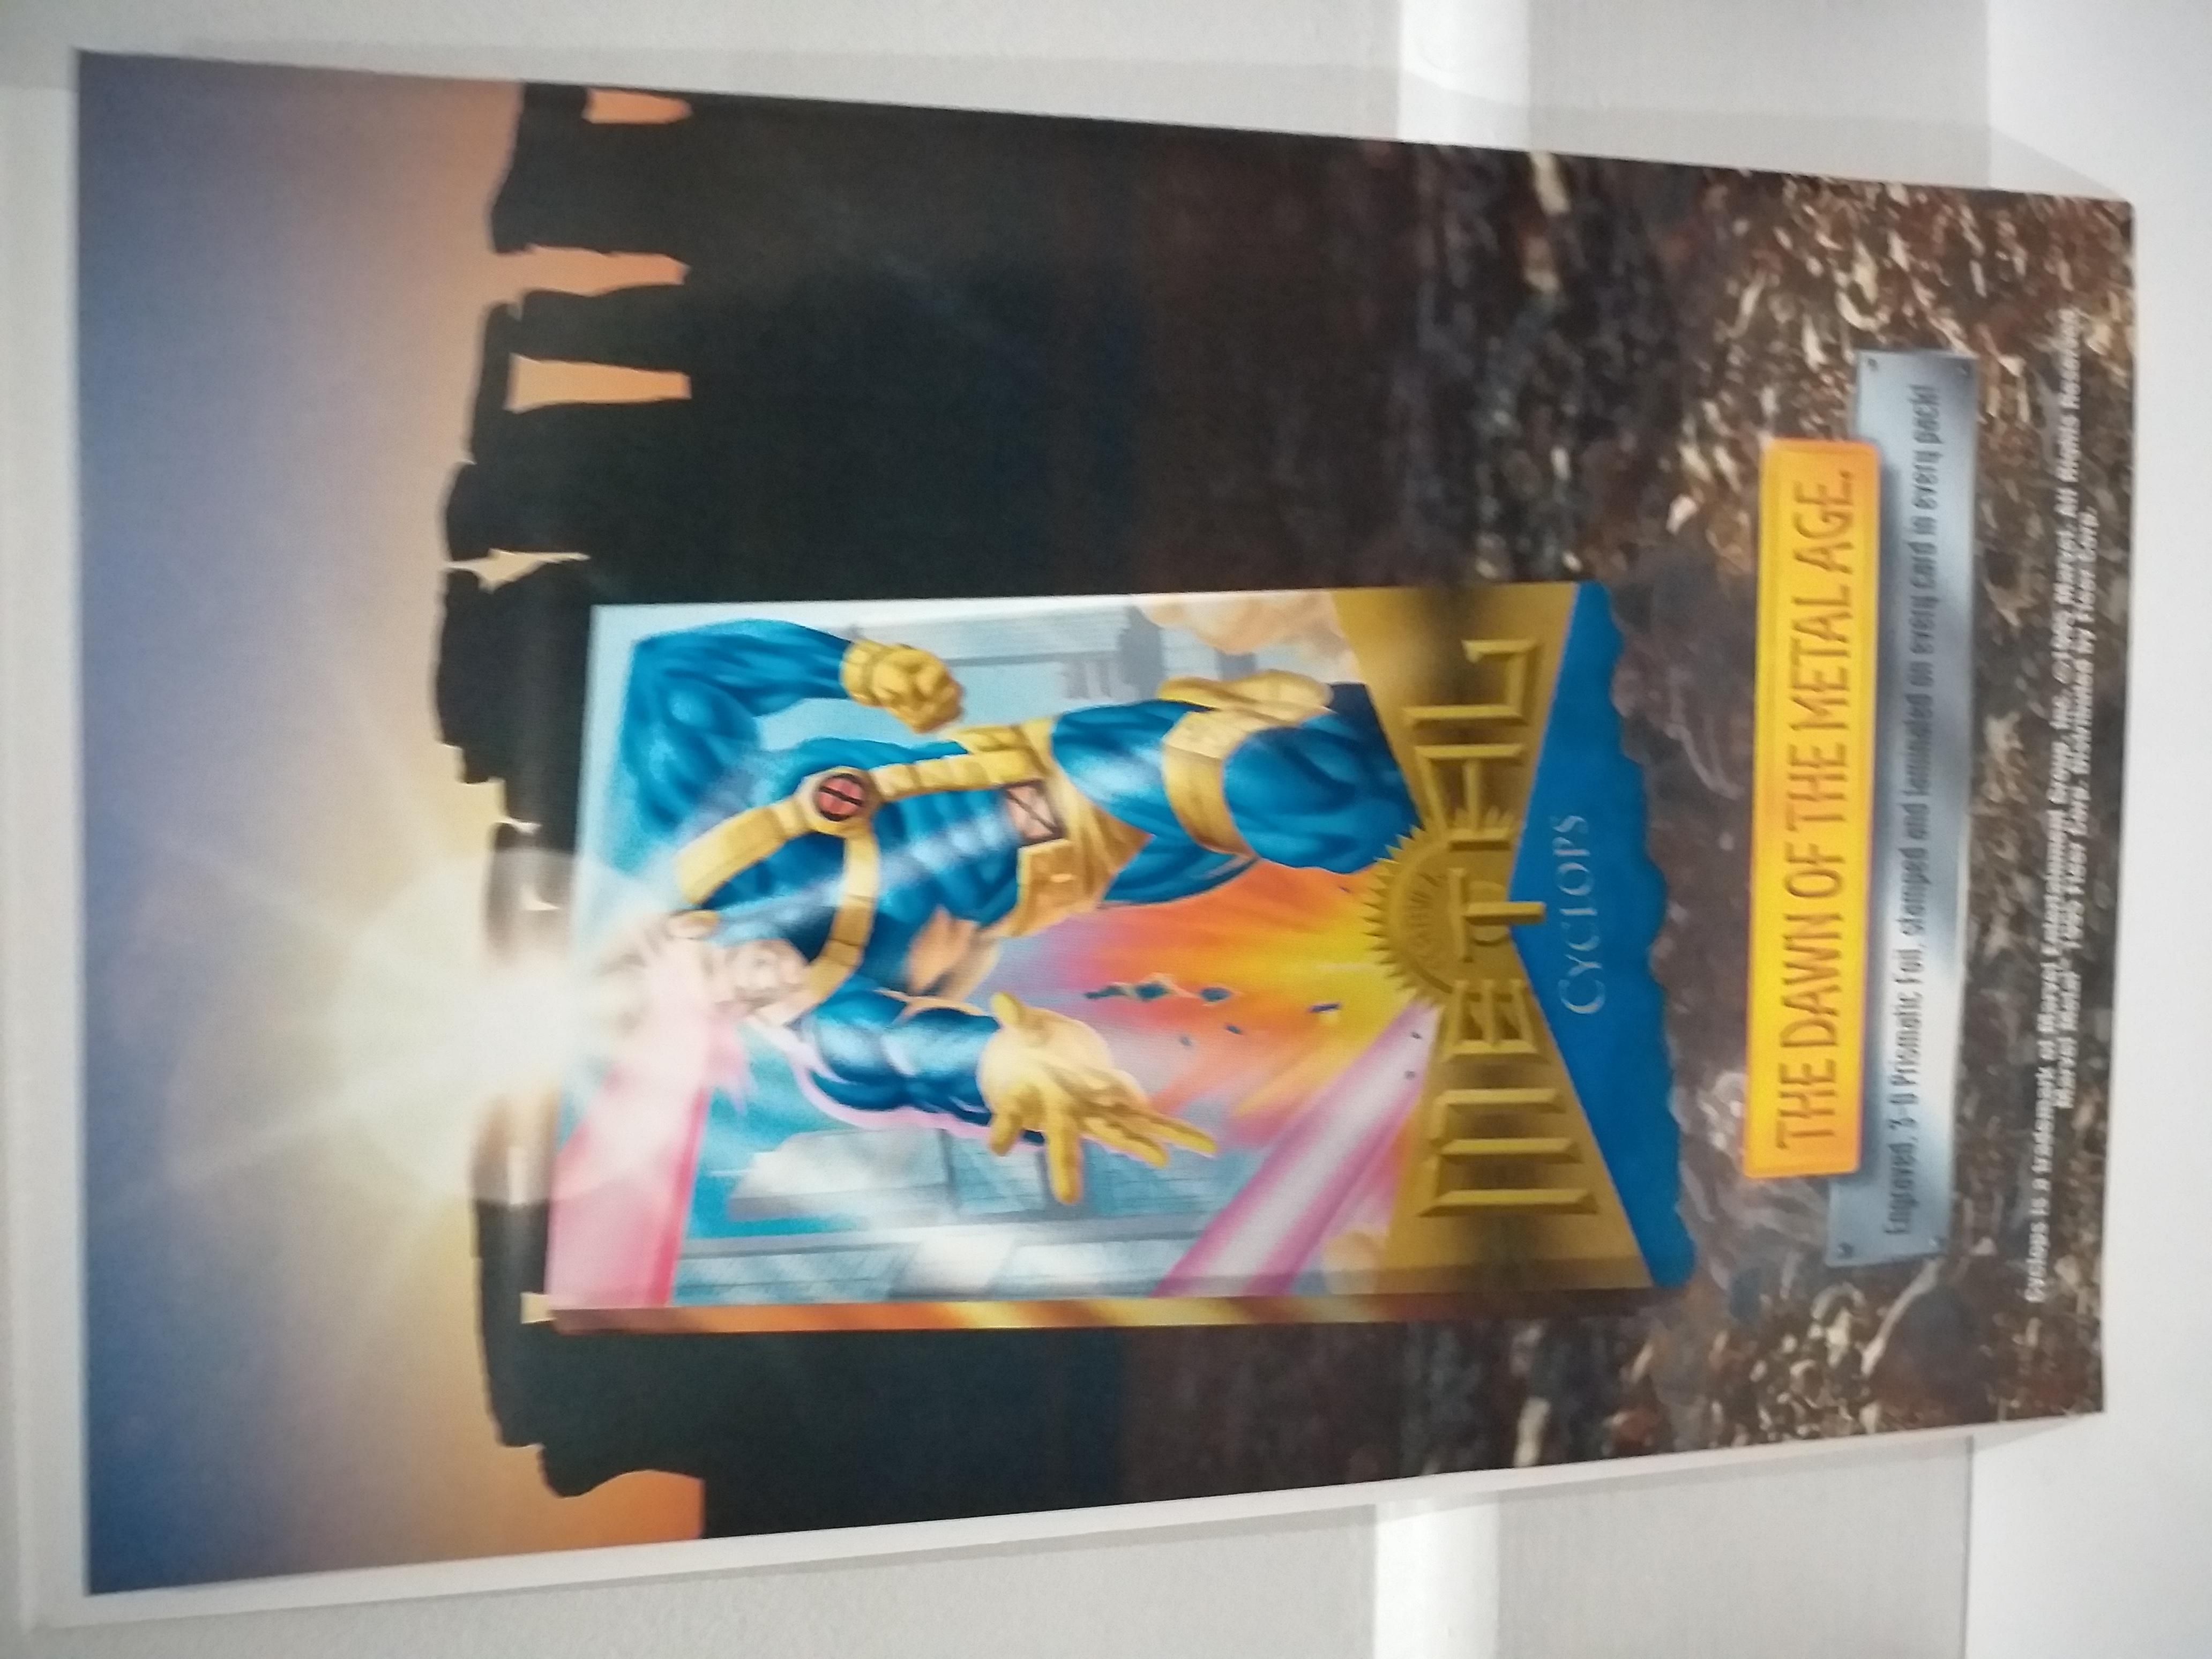 MARVEL
METAL
CYCLOPS
THE DAWN OF THE METAL AGE.
Engraved, 3-D Prismatic Foil, stamped and laminated on every card in every pack!
Cyclops is a trademark of Marvel Entertainment Group, Inc. ©1995 Marvel. All Rights Reserved.
Marvel Metal™ 1995 Fleer Corp. Distributed by Fleer Corp.